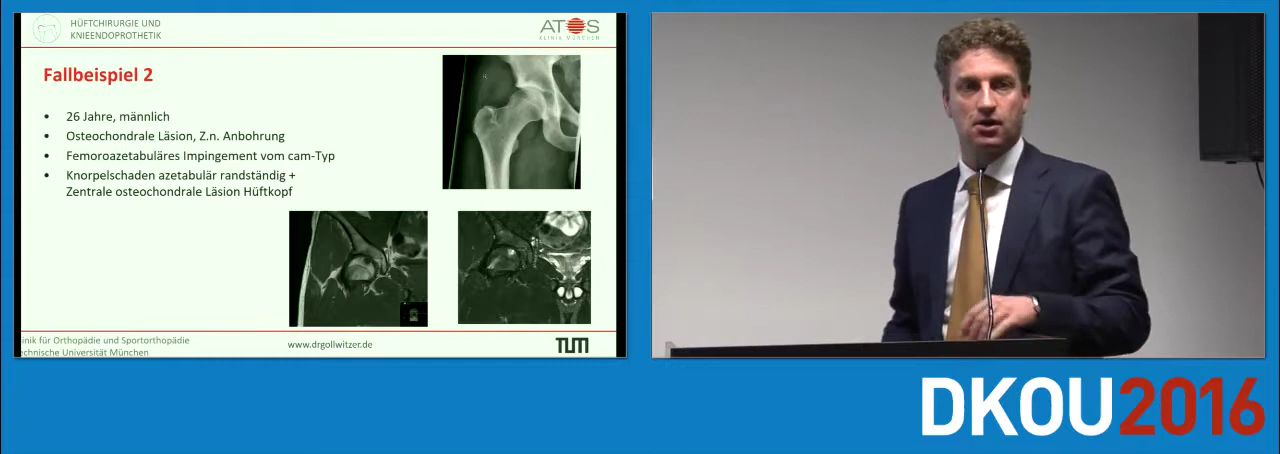 HÜFTCHIRURGIE UND
KNIEENDOPROTHETIK
ATOS
KLINIK MÜNCHEN
Fallbeispiel 2
• 26 Jahre, männlich
• Osteochondrale Läsion, Z.n. Anbohrung
• Femoroazetabuläres Impingement vom cam-Typ
• Knorpelschaden azetabulär randständig +
Zentrale osteochondrale Läsion Hüftkopf
inik für Orthopädie und Sportorthopädie
echnische Universität München
www.drgollwitzer.de
TUM
DKOU2016